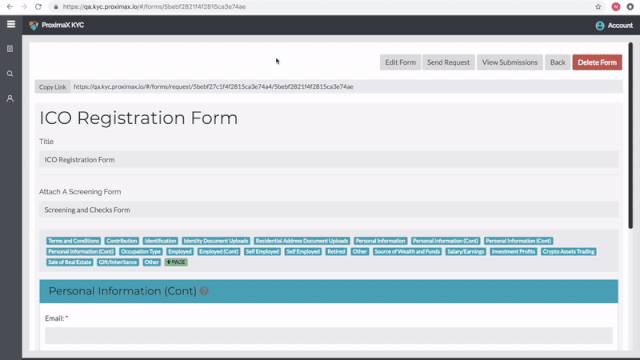 https://qa.kyc.proximax.io/#/forms/5bebf2821f4f2815ca3e74ae
ProximaX KYC
Account
Edit Form
Send Request
View Submissions
Back
Delete Form
Copy Link
https://qa.kyc.proximax.io/#/forms/request/5bebf27c1f4f2815ca3e74a4/5bebf2821f4f2815ca3e74ae
ICO Registration Form
Title
ICO Registration Form
Attach A Screening Form
Screening and Checks Form
Terms and Conditions Contribution Identification Identity Document Uploads Residential Address Document Uploads Personal Information Personal Information (Cont) Personal Information (Cont)
Personal Information (Cont) Occupation Type Employed Employed (Cont) Self Employed Self Employed Retired Other Source of Wealth and Funds Salary/Earnings Investment Profits Crypto Assets Trading
Sale of Real Estate Gift/Inheritance Other + PAGE
Personal Information (Cont)
Email: *